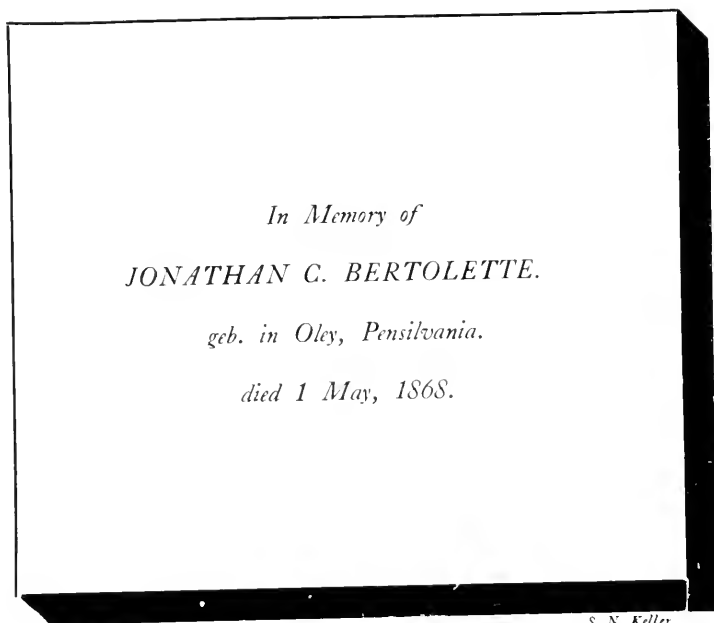 In Memory of
JONATHAN C. BERTOLETTE.
geb. in Oley, Pensilvania.
died 1 May, 1868.
S. N. Keller